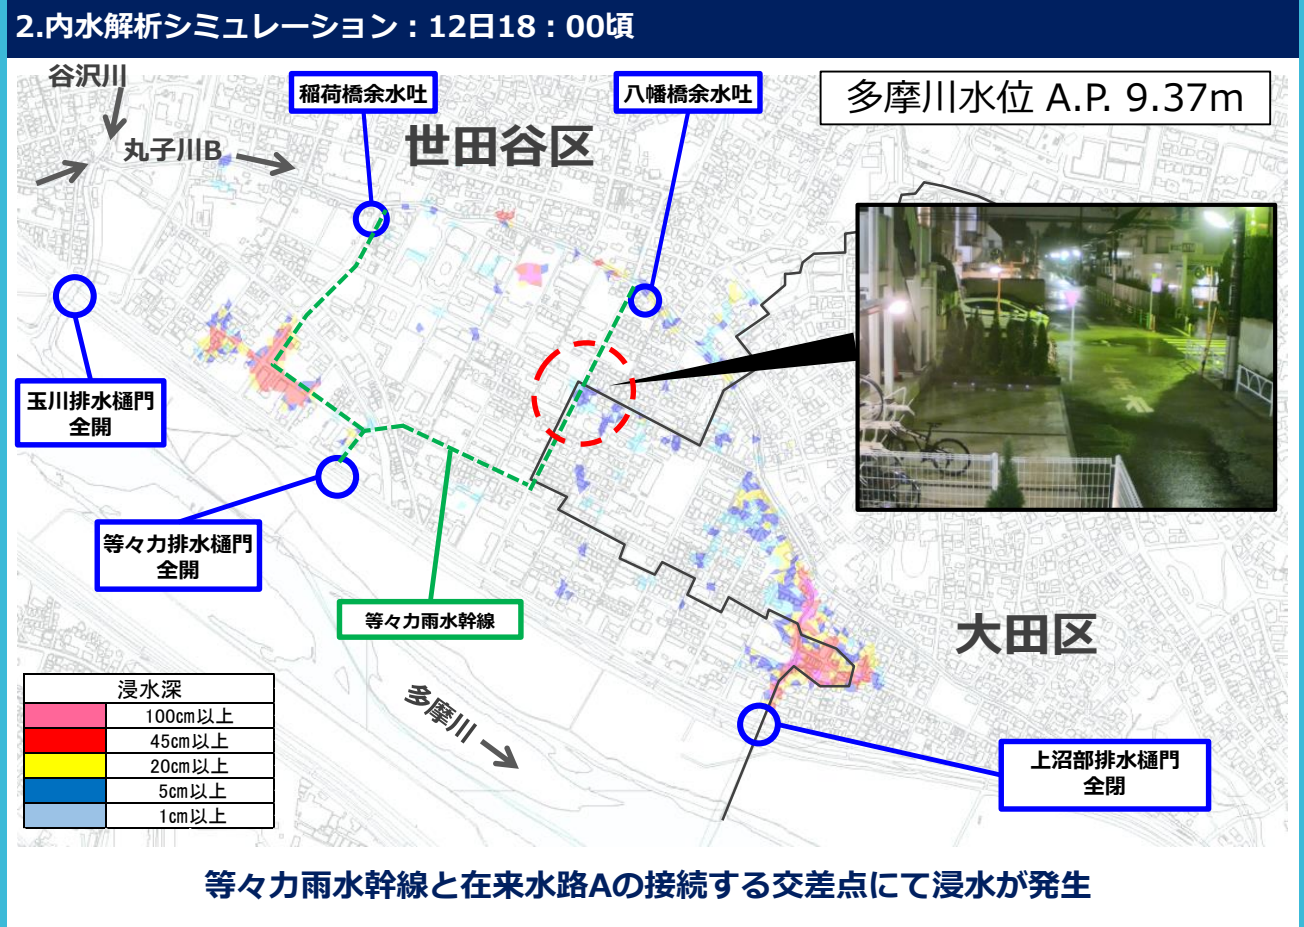 2.内水解析シミュレーション：12日18：00頃
谷沢川
稲荷橋余水吐
八幡橋余水吐
多摩川水位 A.P. 9.37m
丸子川B
世田谷区
玉川排水樋門
全開
等々力排水樋門
全開
等々力雨水幹線
大田区
多摩川
上沼部排水樋門
全閉
浸水深
100cm以上
45cm以上
20cm以上
5cm以上
1cm以上
等々力雨水幹線と在来水路Aの接続する交差点にて浸水が発生